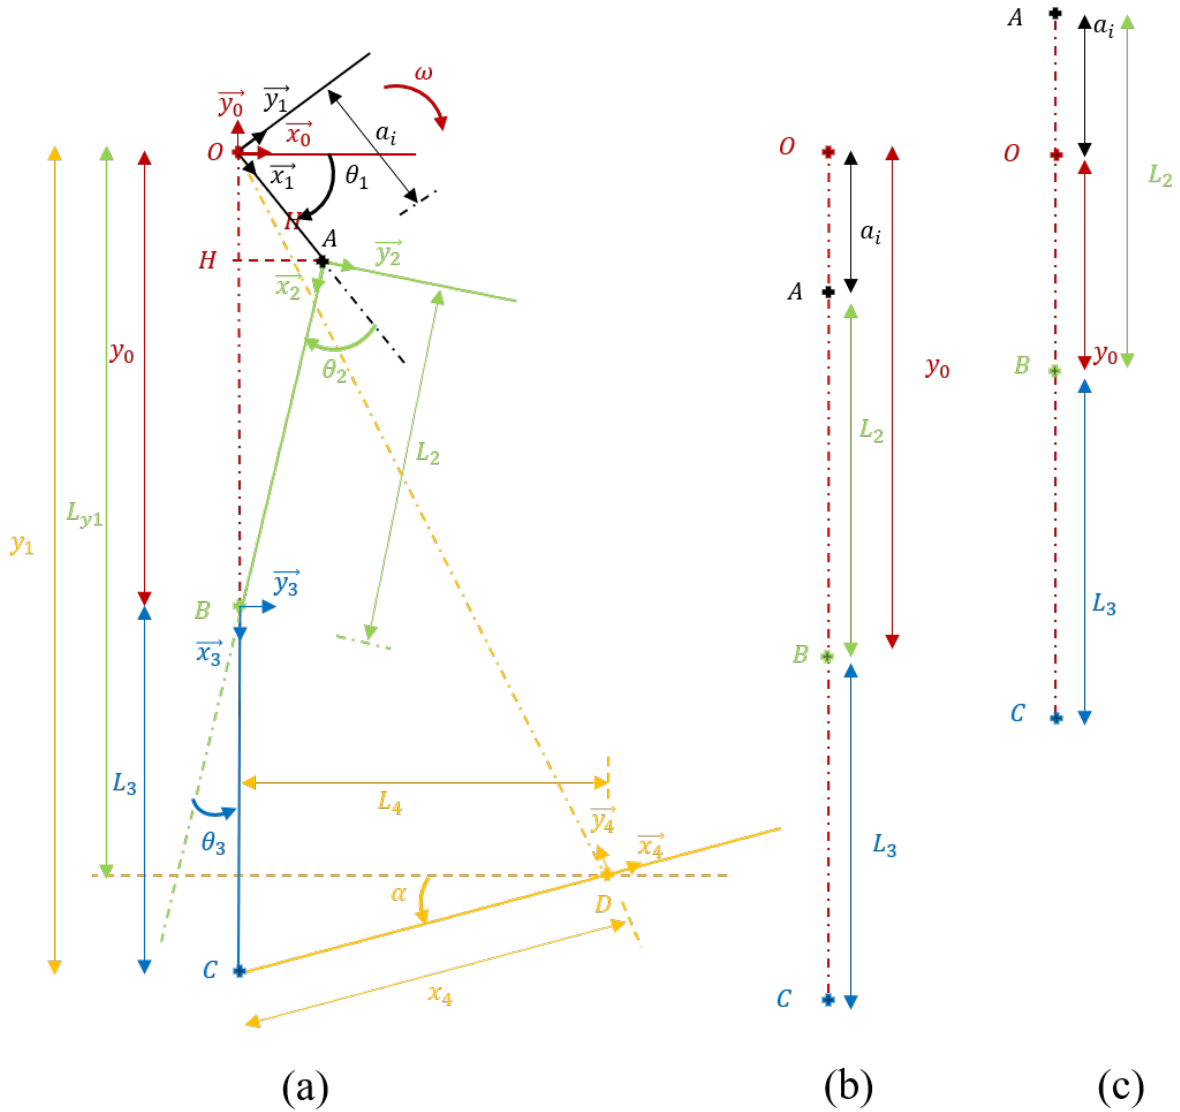 A
a_i
ω
y_0
y_1
x_0
a_i
O
x_1
θ_1
O
O
L_2
H
A
a_i
H
y_2
x_2
A
y_0
θ_2
B
y_0
y_0
L_2
L_2
L_y1
y_1
y_3
B
L_3
x_3
B
C
L_3
L_4
θ_3
y_4
x_4
L_3
α
D
C
x_4
C
(a)
(b)
(c)